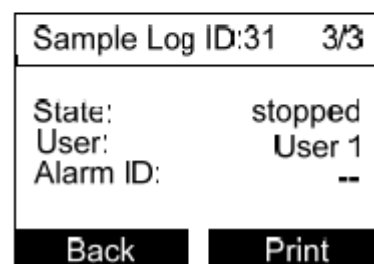 Sample Log ID:31 3/3
State: stopped
User: User 1
Alarm ID: --
Back Print